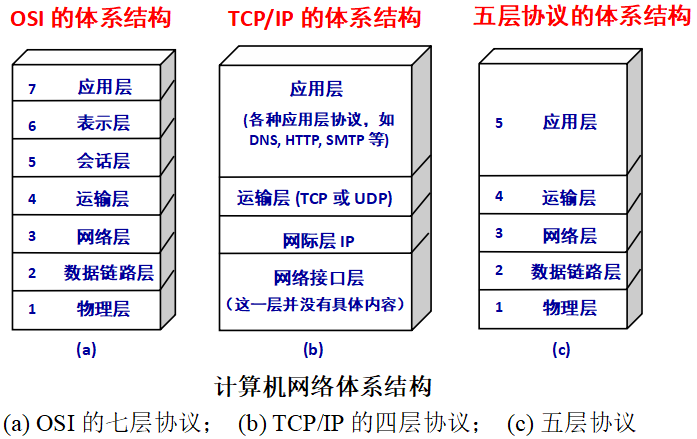 OSI 的体系结构
7 应用层
6 表示层
5 会话层
4 运输层
3 网络层
2 数据链路层
1 物理层
(a)
TCP/IP 的体系结构
应用层
(各种应用层协议，如
DNS, HTTP, SMTP 等)
运输层 (TCP 或 UDP)
网际层 IP
网络接口层
（这一层并没有具体内容）
(b)
五层协议的体系结构
5 应用层
4 运输层
3 网络层
2 数据链路层
1 物理层
(c)
计算机网络体系结构
(a) OSI 的七层协议； (b) TCP/IP 的四层协议； (c) 五层协议